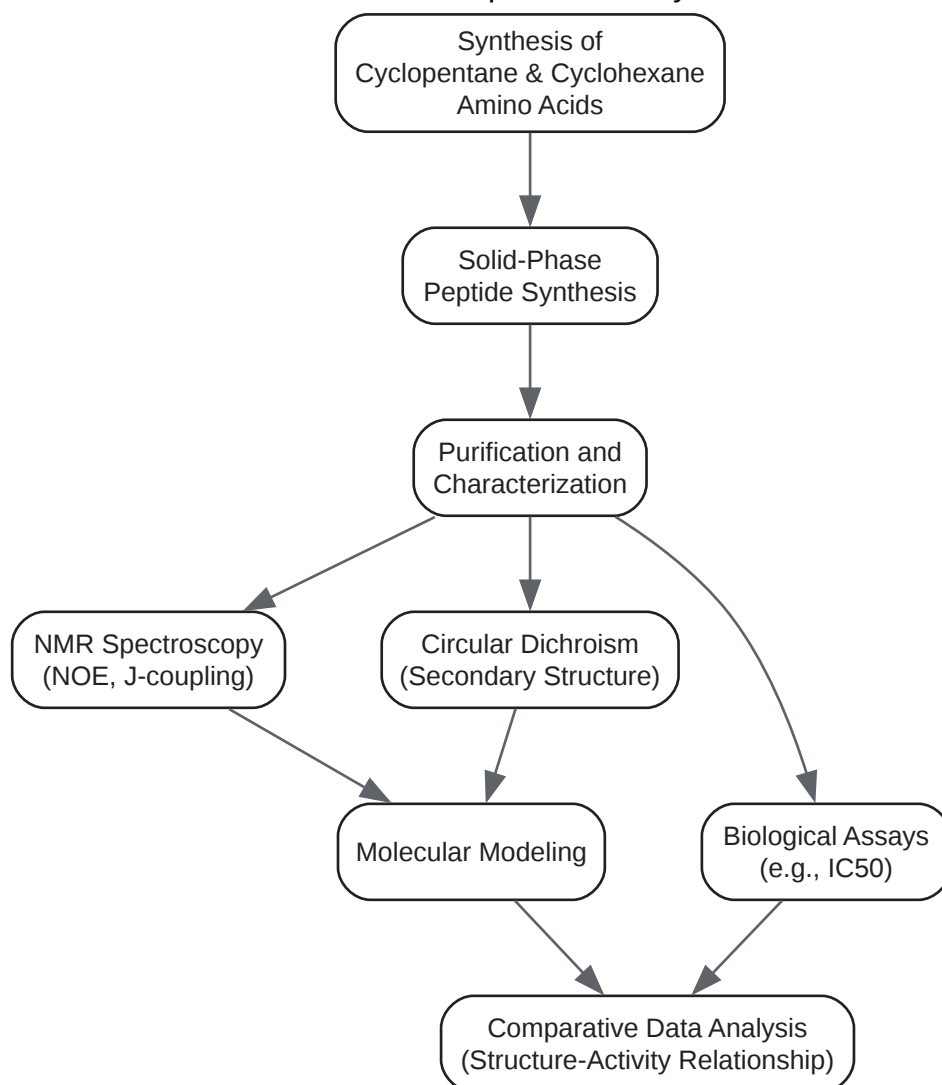 Synthesis of
Cyclopentane & Cyclohexane
Amino Acids
Solid-Phase
Peptide Synthesis
Purification and
Characterization
NMR Spectroscopy
(NOE, J-coupling)
Circular Dichroism
(Secondary Structure)
Molecular Modeling
Biological Assays
(e.g., IC50)
Comparative Data Analysis
(Structure-Activity Relationship)